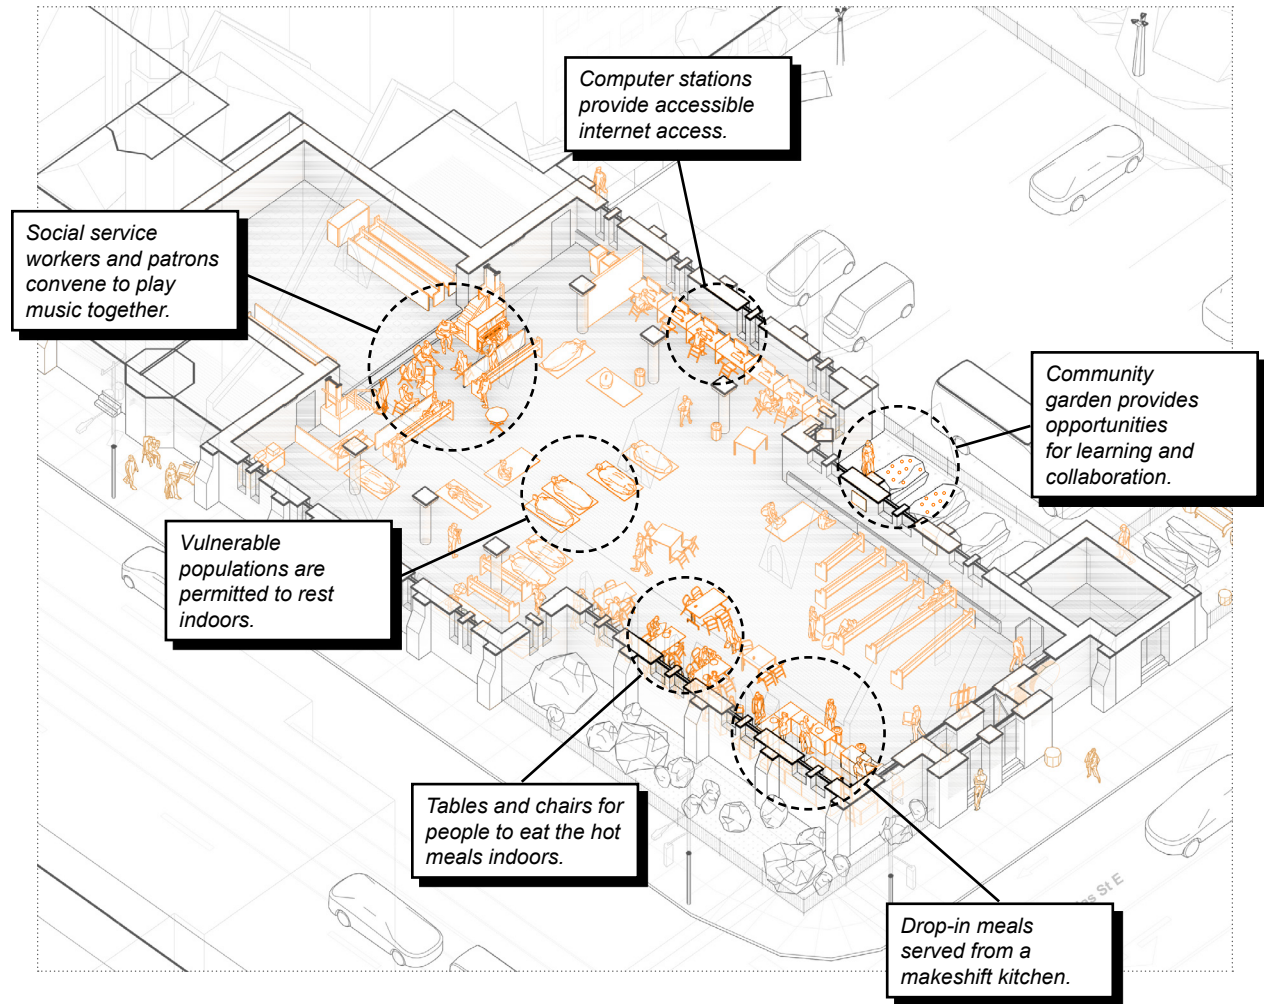 Computer stations
provide accessible
internet access.
Social service
workers and patrons
convene to play
music together.
Community
garden provides
opportunities
for learning and
collaboration.
Vulnerable
populations are
permitted to rest
indoors.
Tables and chairs for
people to eat the hot
meals indoors.
Drop-in meals
served from a
makeshift kitchen.
St E